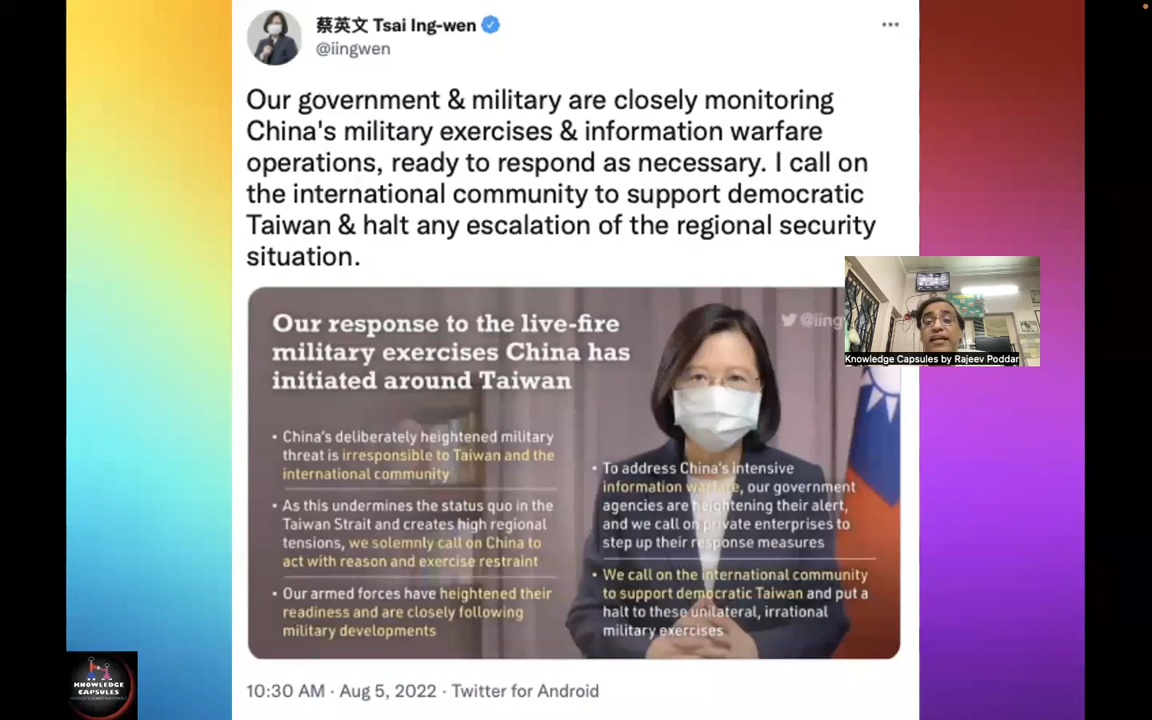 蔡英文 Tsai Ing-wen
@iingwen
Our government & military are closely monitoring
China's military exercises & information warfare
operations, ready to respond as necessary. I call on
the international community to support democratic
Taiwan & halt any escalation of the regional security
situation.
@iing
Our response to the live-fire
military exercises China has
initiated around Taiwan
• China's deliberately heightened military
threat is irresponsible to Taiwan and the
international community
• As this undermines the status quo in the
Taiwan Strait and creates high regional
tensions, we solemnly call on China to
act with reason and exercise restraint
• Our armed forces have heightened their
readiness and are closely following
military developments
• To address China's intensive
information warfare, our government
agencies are heightening their alert,
and we call on private enterprises to
step up their response measures
• We call on the international community
to support democratic Taiwan and put a
halt to these unilateral, irrational
military exercises
10:30 AM · Aug 5, 2022 · Twitter for Android
Knowledge Capsules by Rajeev Poddar
KNOWLEDGE
CAPSULES